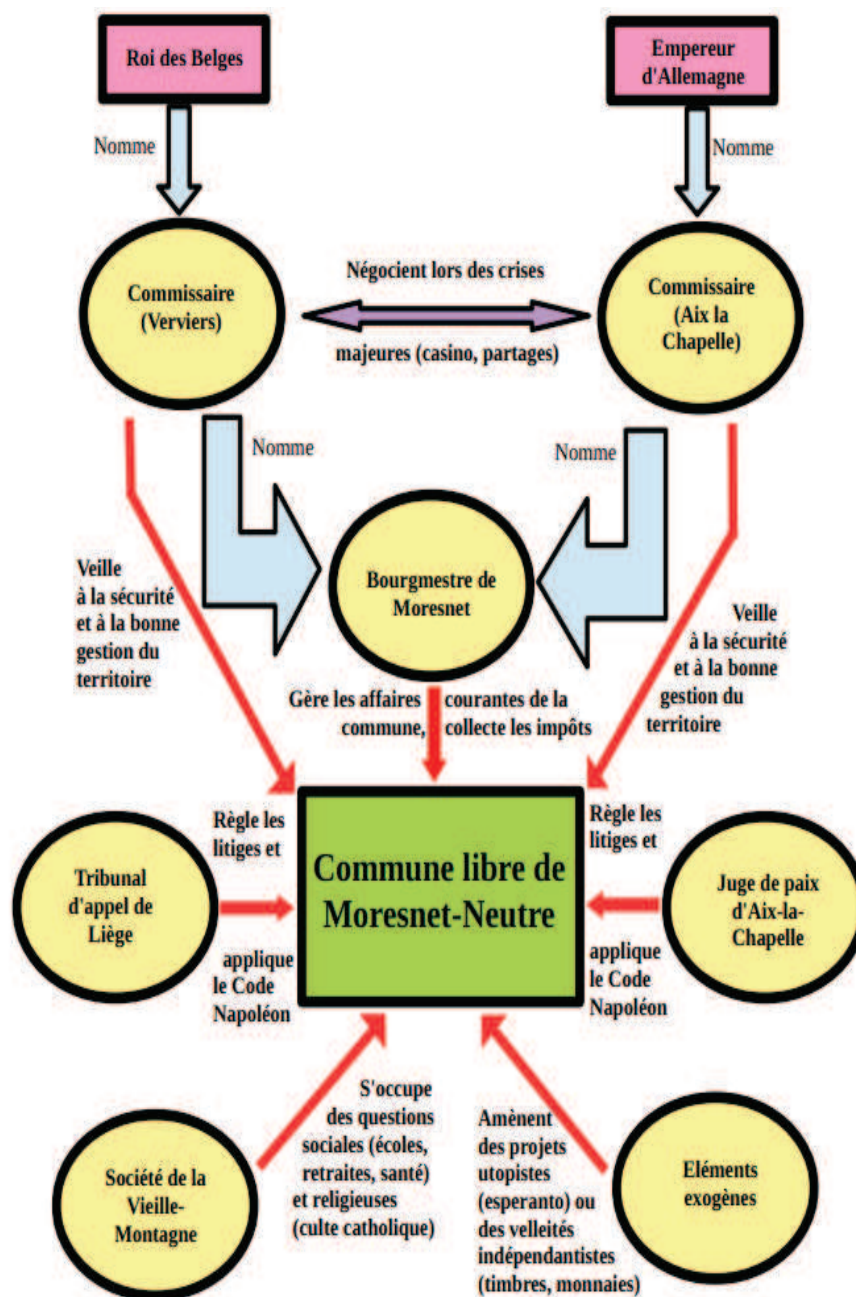 Roi des Belges
Empereur
d'Allemagne
Nomme
Nomme
Commissaire
(Verviers)
Négocient lors des crises
majeures (casino, partages)
Commissaire
(Aix la
Chapelle)
Nomme
Nomme
Bourgmestre de
Moresnet
Veille
à la sécurité
et à la bonne
gestion du
territoire
Veille
à la sécurité
et à la bonne
gestion du
territoire
Gère les affaires courantes de la
commune, collecte les impôts
Tribunal
d'appel de
Liège
Règle les
litiges et
applique
le Code
Napoléon
Commune libre de
Moresnet-Neutre
Règle les
litiges et
applique
le Code
Napoléon
Juge de paix
d'Aix-la-
Chapelle
Société de la
Vieille-
Montagne
S'occupe
des questions
sociales (écoles,
retraites, santé)
et religieuses
(culte catholique)
Amènent
des projets
utopistes
(esperanto) ou
des velleités
indépendantistes
(timbres, monnaies)
Eléments
exogènes